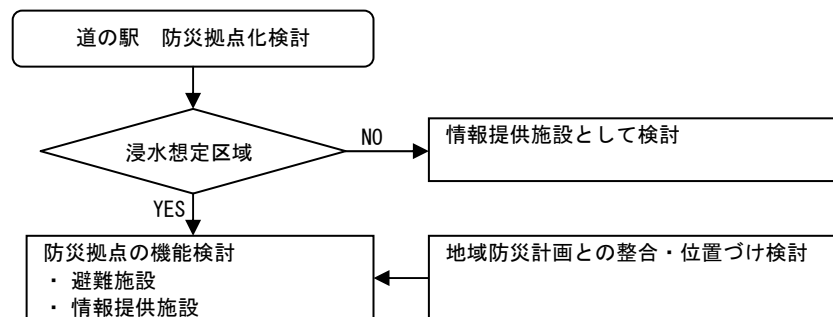 道の駅　防災拠点化検討
浸水想定区域
NO
情報提供施設として検討
YES
防災拠点の機能検討
・ 避難施設
・ 情報提供施設
地域防災計画との整合・位置づけ検討